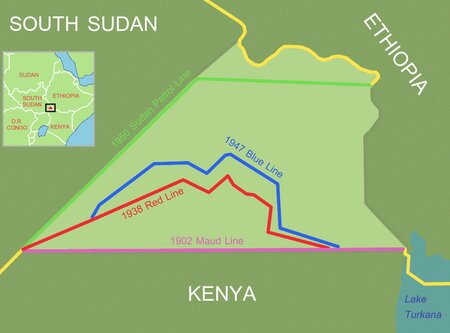 SOUTH SUDAN
ETHIOPIA
SUDAN
SOUTH
SUDAN
ETHIOPIA
D.R.
CONGO
KENYA
1950 Sudan Patrol Line
1947 Blue Line
1938 Red Line
1902 Maud Line
KENYA
Lake
Turkana